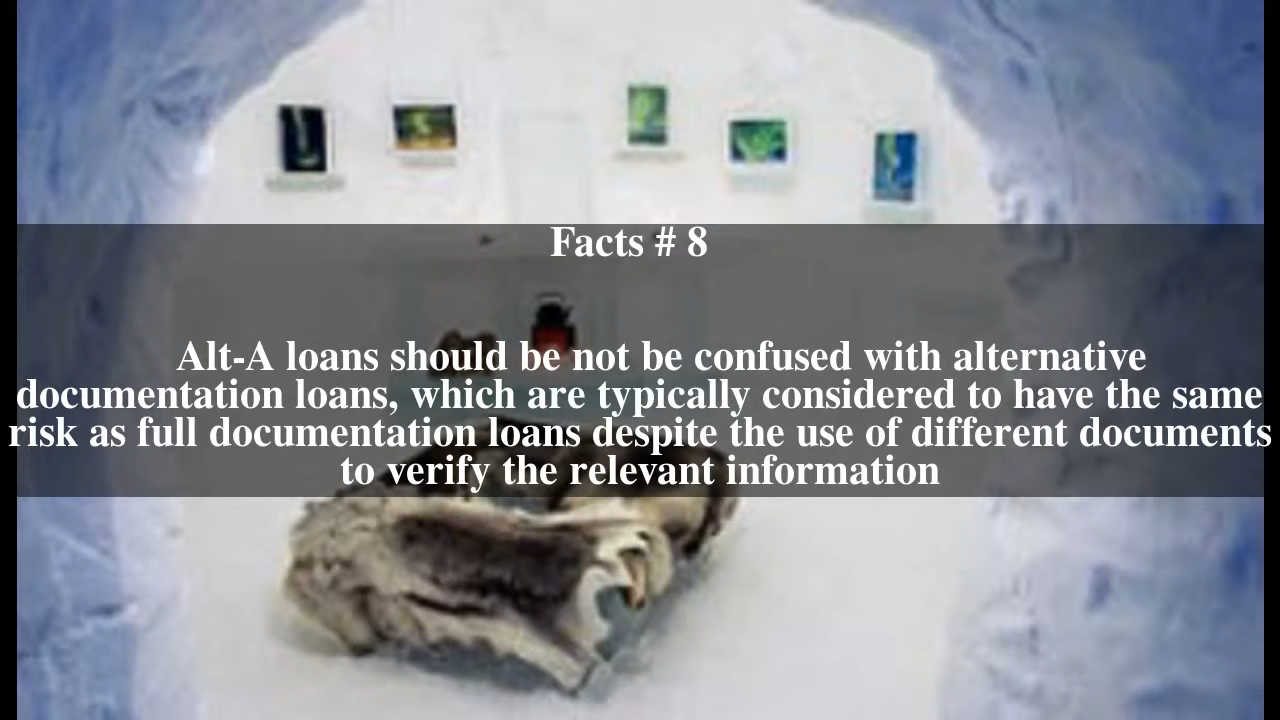 Facts # 8
Alt-A loans should be not be confused with alternative
documentation loans, which are typically considered to have the same
risk as full documentation loans despite the use of different documents
to verify the relevant information